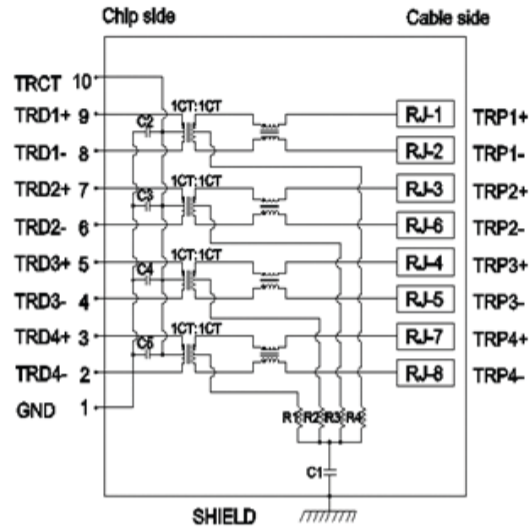 Chip side Cable side
TRCT 10
TRD1+ 9 C2 1CT:1CT RJ-1 TRP1+
TRD1- 8 RJ-2 TRP1-
TRD2+ 7 C3 1CT:1CT RJ-3 TRP2+
TRD2- 6 RJ-6 TRP2-
TRD3+ 5 C4 1CT:1CT RJ-4 TRP3+
TRD3- 4 RJ-5 TRP3-
TRD4+ 3 C5 1CT:1CT RJ-7 TRP4+
TRD4- 2 RJ-8 TRP4-
GND 1 R1 R2 R3 R4
C1
SHIELD